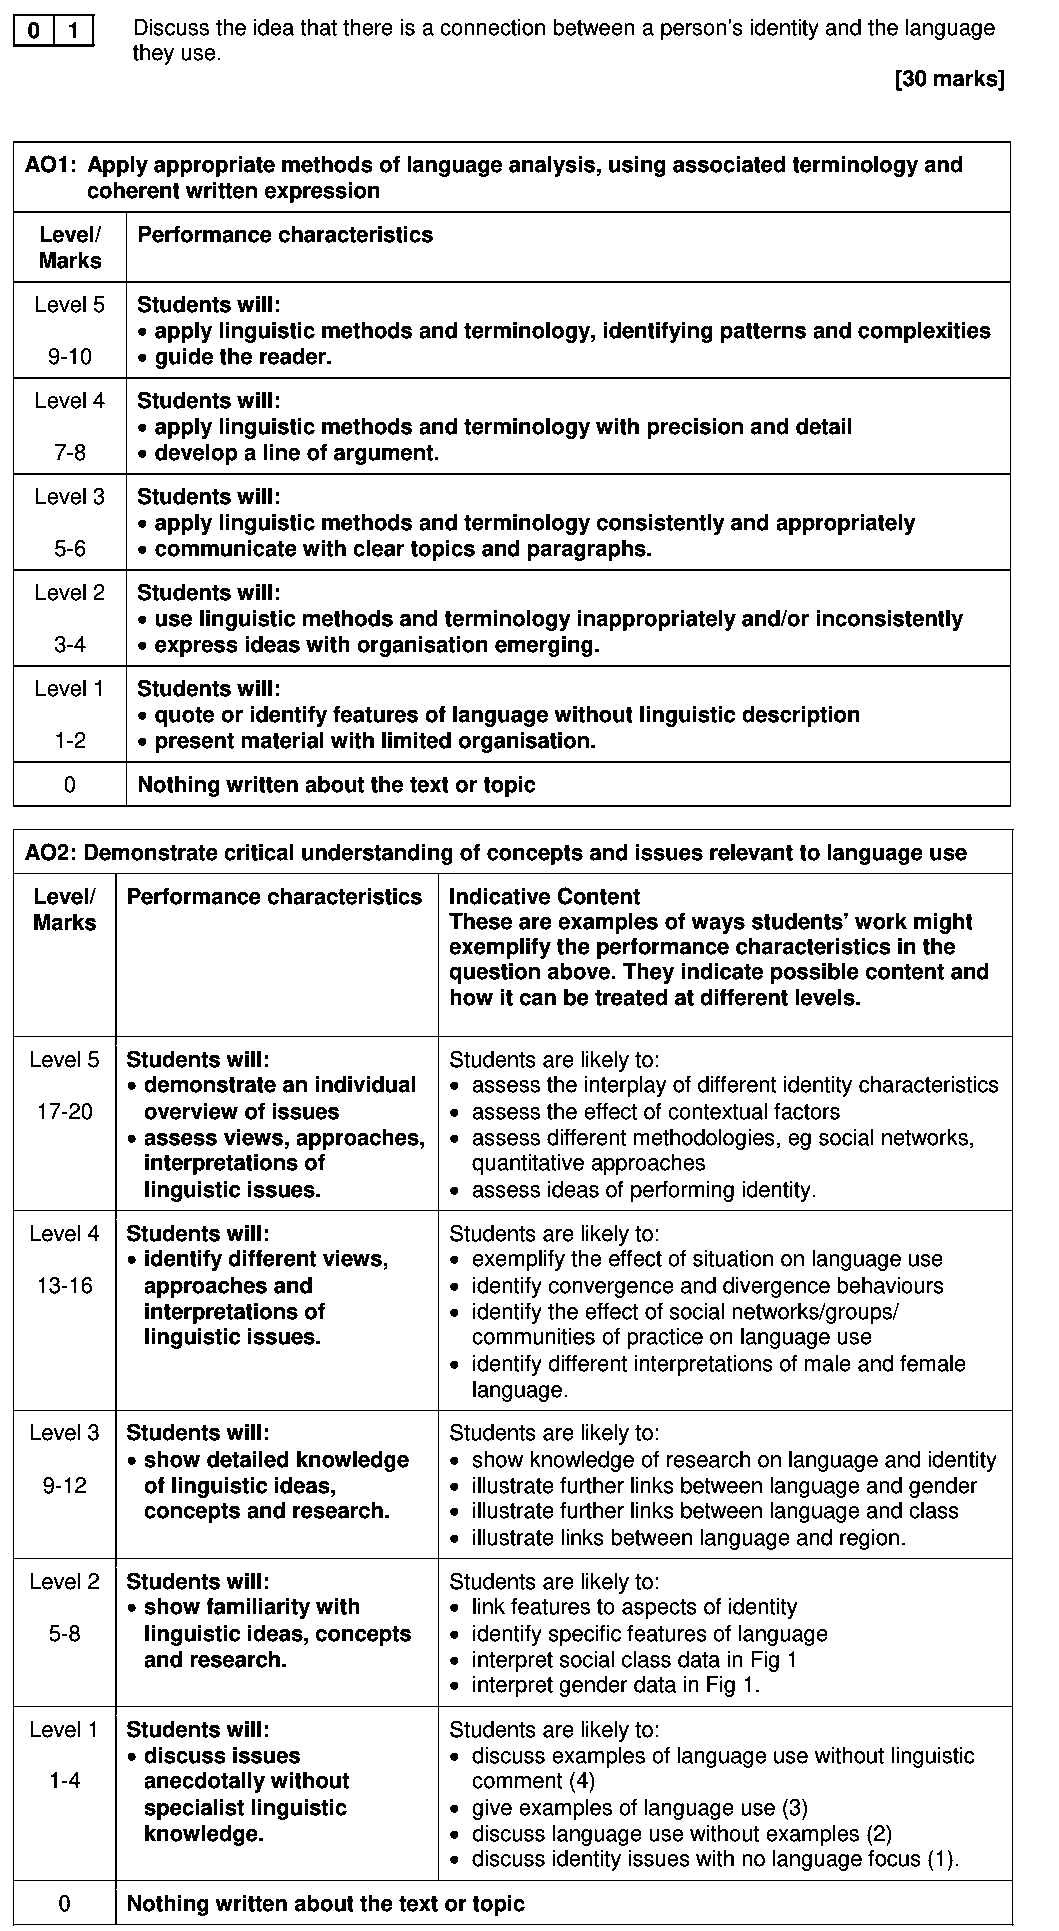 0 1 Discuss the idea that there is a connection between a person's identity and the language
they use.
[30 marks]
AO1: Apply appropriate methods of language analysis, using associated terminology and
coherent written expression
Level/
Marks
Performance characteristics
Level 5
9-10
Students will:
• apply linguistic methods and terminology, identifying patterns and complexities
• guide the reader.
Level 4
7-8
Students will:
• apply linguistic methods and terminology with precision and detail
• develop a line of argument.
Level 3
5-6
Students will:
• apply linguistic methods and terminology consistently and appropriately
• communicate with clear topics and paragraphs.
Level 2
3-4
Students will:
• use linguistic methods and terminology inappropriately and/or inconsistently
• express ideas with organisation emerging.
Level 1
1-2
Students will:
• quote or identify features of language without linguistic description
• present material with limited organisation.
0
Nothing written about the text or topic
AO2: Demonstrate critical understanding of concepts and issues relevant to language use
Level/
Marks
Performance characteristics
Indicative Content
These are examples of ways students' work might
exemplify the performance characteristics in the
question above. They indicate possible content and
how it can be treated at different levels.
Level 5
17-20
Students will:
• demonstrate an individual
overview of issues
• assess views, approaches,
interpretations of
linguistic issues.
Students are likely to:
• assess the interplay of different identity characteristics
• assess the effect of contextual factors
• assess different methodologies, eg social networks,
quantitative approaches
• assess ideas of performing identity.
Level 4
13-16
Students will:
• identify different views,
approaches and
interpretations of
linguistic issues.
Students are likely to:
• exemplify the effect of situation on language use
• identify convergence and divergence behaviours
• identify the effect of social networks/groups/
communities of practice on language use
• identify different interpretations of male and female
language.
Level 3
9-12
Students will:
• show detailed knowledge
of linguistic ideas,
concepts and research.
Students are likely to:
• show knowledge of research on language and identity
• illustrate further links between language and gender
• illustrate further links between language and class
• illustrate links between language and region.
Level 2
5-8
Students will:
• show familiarity with
linguistic ideas, concepts
and research.
Students are likely to:
• link features to aspects of identity
• identify specific features of language
• interpret social class data in Fig 1
• interpret gender data in Fig 1.
Level 1
1-4
Students will:
• discuss issues
anecdotally without
specialist linguistic
knowledge.
Students are likely to:
• discuss examples of language use without linguistic
comment (4)
• give examples of language use (3)
• discuss language use without examples (2)
• discuss identity issues with no language focus (1).
0
Nothing written about the text or topic